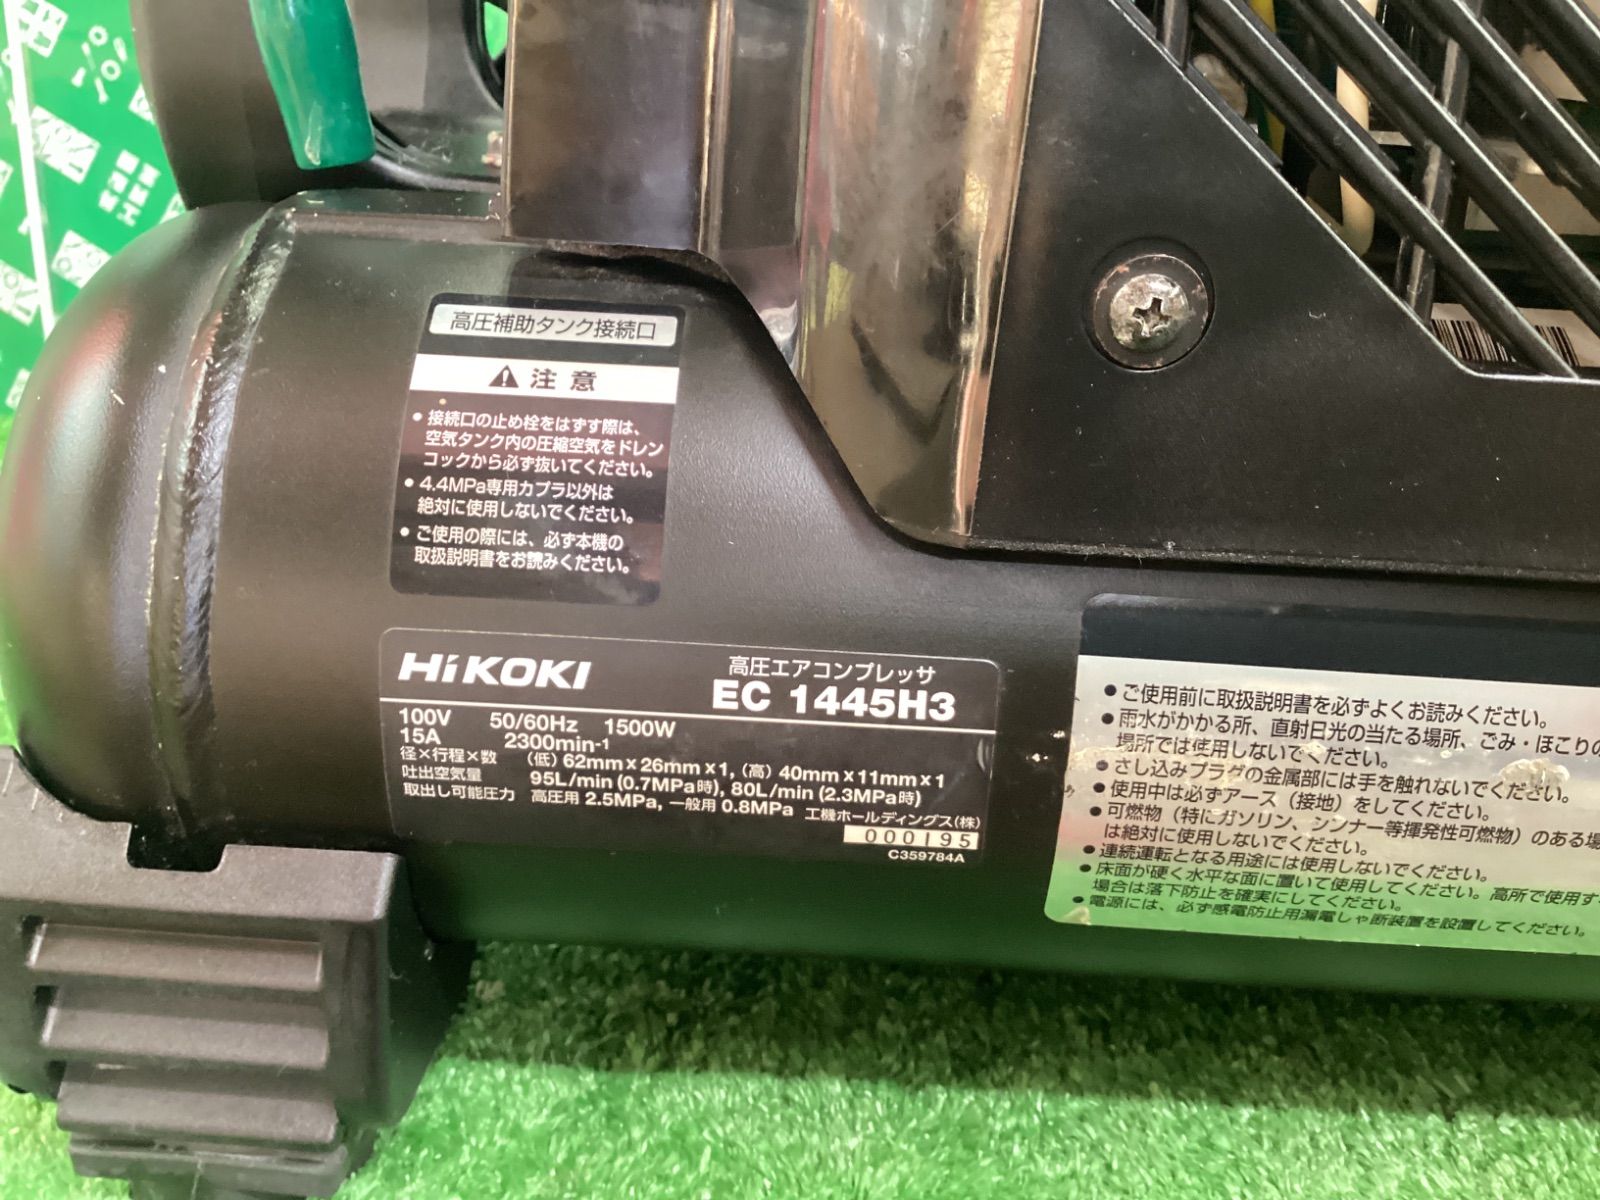 高圧補助タンク接続口
注意
● 接続口の止め栓をはずす際は、
空気タンク内の圧縮空気をドレン
コックから必ず抜いてください。
● 4.4MPa専用カプラ以外は
絶対に使用しないでください。
● ご使用の際には、必ず本機の
取扱説明書をお読みください。
HiKOKI
高圧エアコンプレッサ
EC 1445H3
100V 50/60Hz 1500W
15A 2300min-1
径×行程×数 (低) 62mm×26mm×1, (高) 40mm×11mm×1
吐出空気量 95L/min (0.7MPa時), 80L/min (2.3MPa時)
取出し可能圧力 高圧用 2.5MPa, 一般用 0.8MPa 工機ホールディングス(株)
000195
C359784A
● ご使用前に取扱説明書を必ずよくお読みください。
● 雨水がかかる所、直射日光の当たる場所、ごみ・ほこりの
場所では使用しないでください。
● さし込みプラグの金属部には手を触れないでください。
● 使用中は必ずアース（接地）をしてください。
● 可燃物（特にガソリン、シンナー等揮発性可燃物）のある場
は絶対に使用しないでください。
● 連続運転となる用途には使用しないでください。
● 床面が硬く水平な面に置いて使用してください。高所で使用す
場合は落下防止を確実にしてください。
● 電源には、必ず感電防止用漏電しゃ断装置を設置してください。